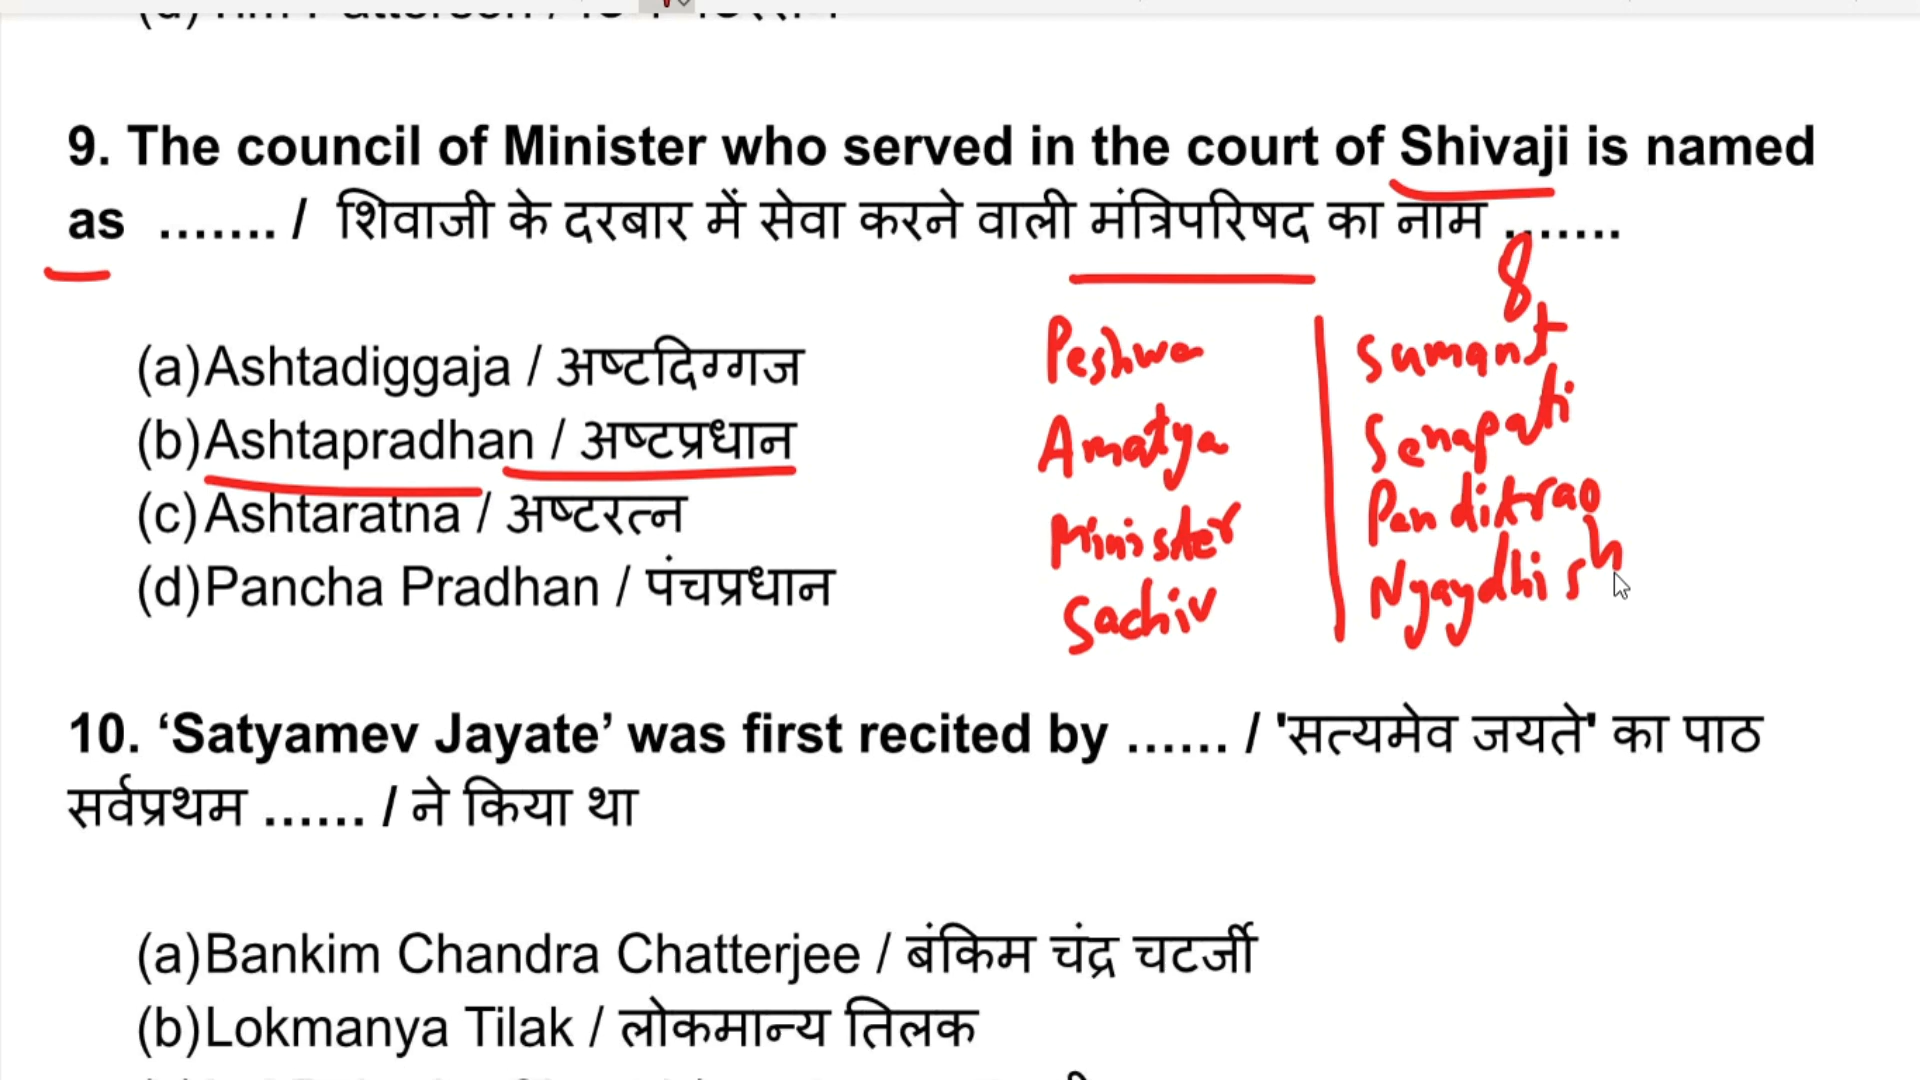 9. The council of Minister who served in the court of Shivaji is named
as ……. / शिवाजी के दरबार में सेवा करने वाली मंत्रिपरिषद का नाम …….
8
(a)Ashtadiggaja / अष्टदिग्गज
(b)Ashtapradhan / अष्टप्रधान
(c)Ashtaratna / अष्टरत्न
(d)Pancha Pradhan / पंचप्रधान
Peshwa
Amatya
Minister
Sachiv
Sumant
Senapati
Panditrao
Nyaydhish
10. ‘Satyamev Jayate’ was first recited by …… / 'सत्यमेव जयते' का पाठ
सर्वप्रथम …… / ने किया था
(a)Bankim Chandra Chatterjee / बंकिम चंद्र चटर्जी
(b)Lokmanya Tilak / लोकमान्य तिलक